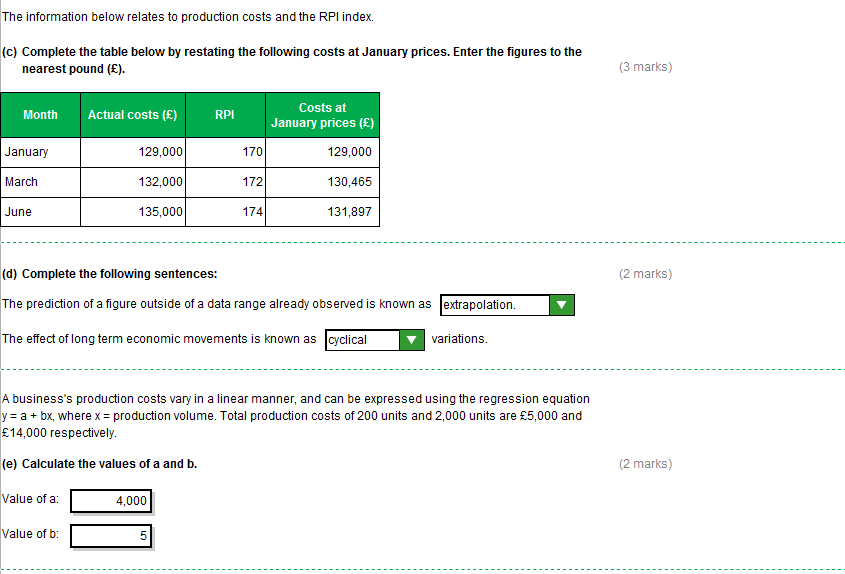 The information below relates to production costs and the RPI index.
(c) Complete the table below by restating the following costs at January prices. Enter the figures to the
nearest pound (£).
(3 marks)
Month Actual costs (£) RPI Costs at January prices (£)
January 129,000 170 129,000
March 132,000 172 130,465
June 135,000 174 131,897
(d) Complete the following sentences:
(2 marks)
The prediction of a figure outside of a data range already observed is known as extrapolation.
The effect of long term economic movements is known as cyclical variations.
A business's production costs vary in a linear manner, and can be expressed using the regression equation
y = a + bx, where x = production volume. Total production costs of 200 units and 2,000 units are £5,000 and
£14,000 respectively.
(e) Calculate the values of a and b.
(2 marks)
Value of a: 4,000
Value of b: 5